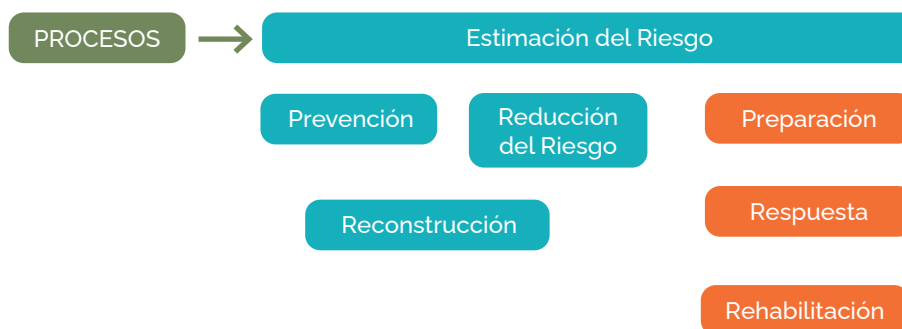 PROCESOS
Estimación del Riesgo
Prevención
Reducción
del Riesgo
Preparación
Reconstrucción
Respuesta
Rehabilitación